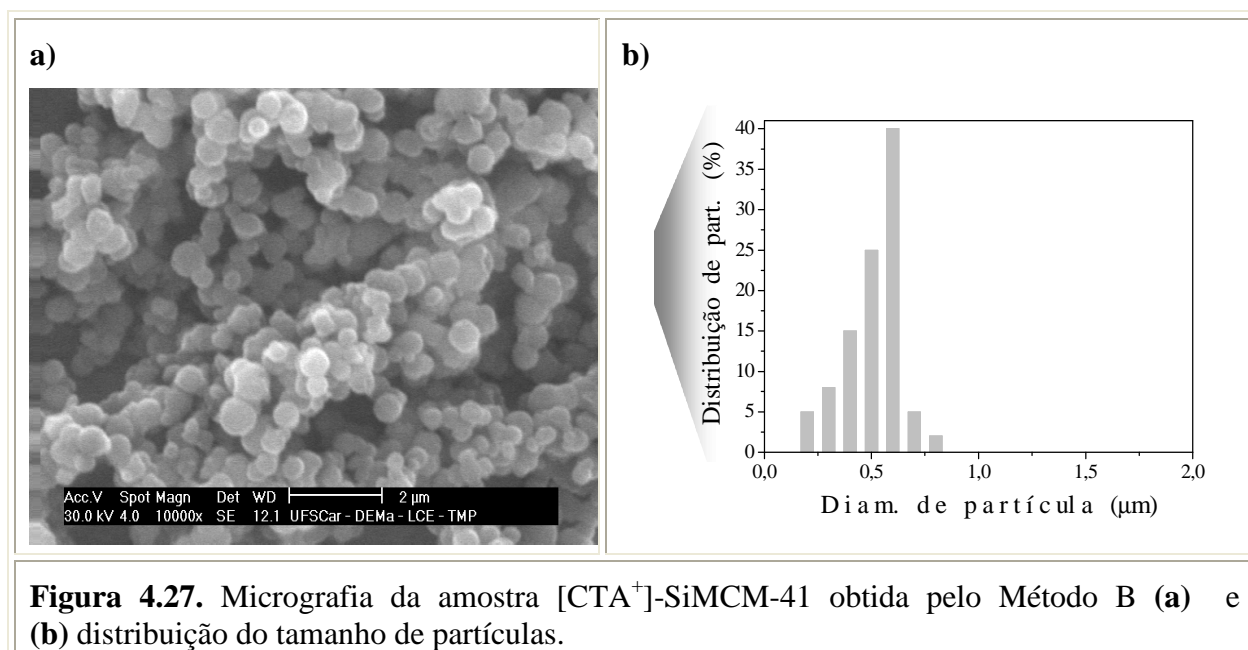 a)
Acc.V Spot Magn Det WD 2 µm
30.0 kV 4.0 10000x SE 12.1 UFSCar - DEMa - LCE - TMP
b)
Distribuição de part. (%)
40
35
30
25
20
15
10
5
0
0,0 0,5 1,0 1,5 2,0
Diam. de partícula (µm)
Figura 4.27. Micrografia da amostra [CTA⁺]-SiMCM-41 obtida pelo Método B (a) e
(b) distribuição do tamanho de partículas.